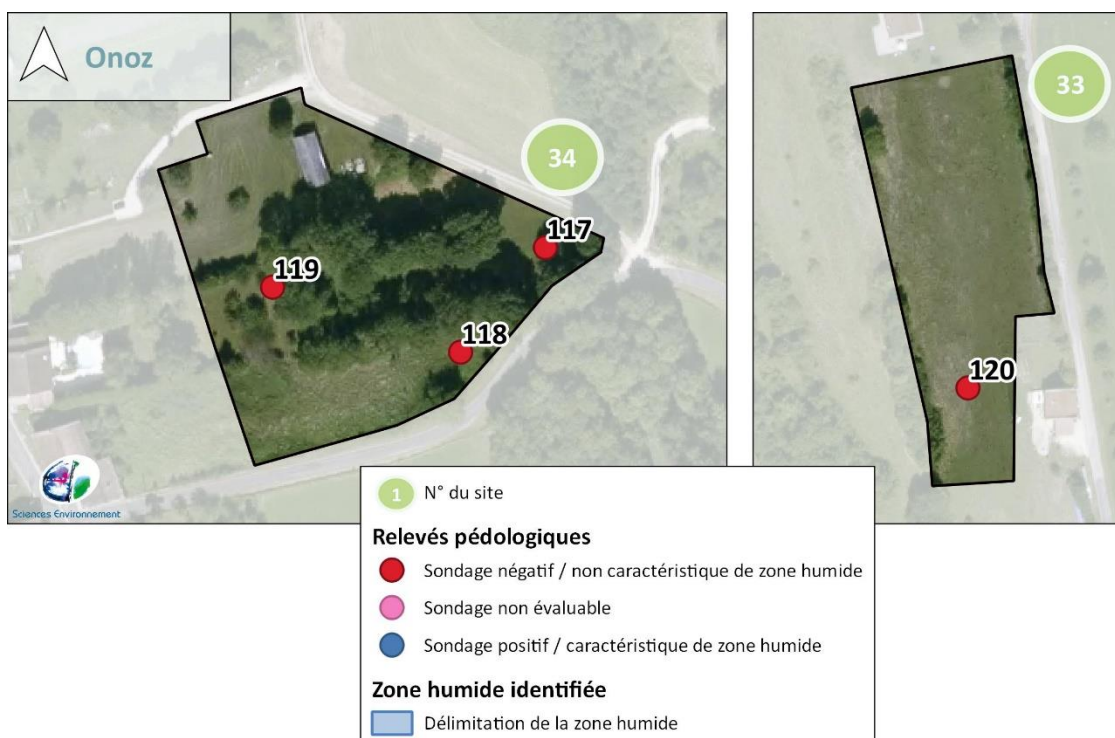 Onoz
34
33
117
119
118
120
Sciences Environnement
1 N° du site
Relevés pédologiques
Sondage négatif / non caractéristique de zone humide
Sondage non évaluable
Sondage positif / caractéristique de zone humide
Zone humide identifiée
Délimitation de la zone humide